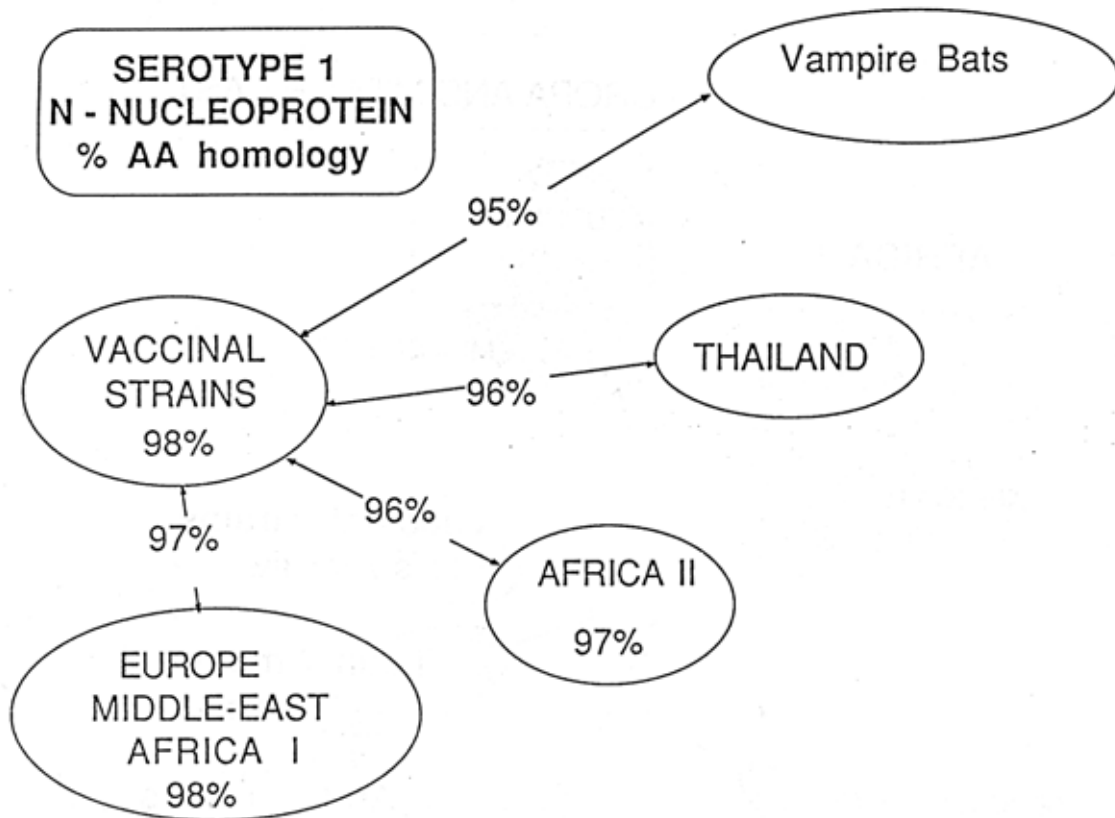 SEROTYPE 1
N - NUCLEOPROTEIN
% AA homology
Vampire Bats
95%
VACCINAL
STRAINS
98%
96%
THAILAND
96%
97%
AFRICA II
97%
EUROPE
MIDDLE-EAST
AFRICA I
98%